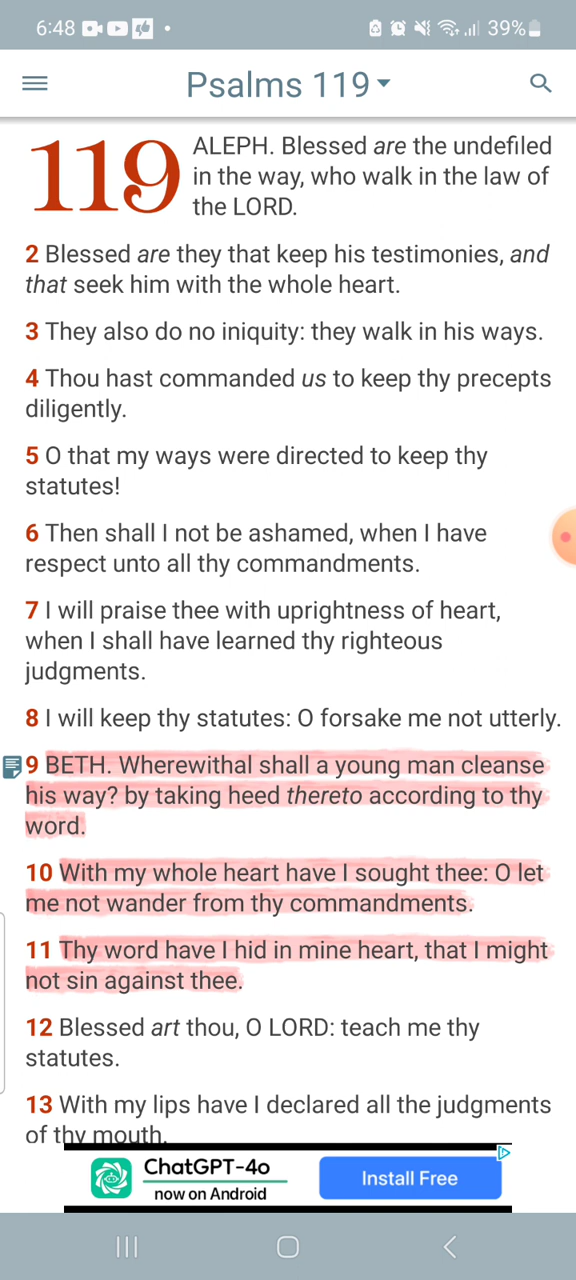 6:48
39%
Psalms 119
119
ALEPH. Blessed are the undefiled
in the way, who walk in the law of
the LORD.
2 Blessed are they that keep his testimonies, and
that seek him with the whole heart.
3 They also do no iniquity: they walk in his ways.
4 Thou hast commanded us to keep thy precepts
diligently.
5 O that my ways were directed to keep thy
statutes!
6 Then shall I not be ashamed, when I have
respect unto all thy commandments.
7 I will praise thee with uprightness of heart,
when I shall have learned thy righteous
judgments.
8 I will keep thy statutes: O forsake me not utterly.
9 BETH. Wherewithal shall a young man cleanse
his way? by taking heed thereto according to thy
word.
10 With my whole heart have I sought thee: O let
me not wander from thy commandments.
11 Thy word have I hid in mine heart, that I might
not sin against thee.
12 Blessed art thou, O LORD: teach me thy
statutes.
13 With my lips have I declared all the judgments
of thy mouth.
ChatGPT-4o
now on Android
Install Free